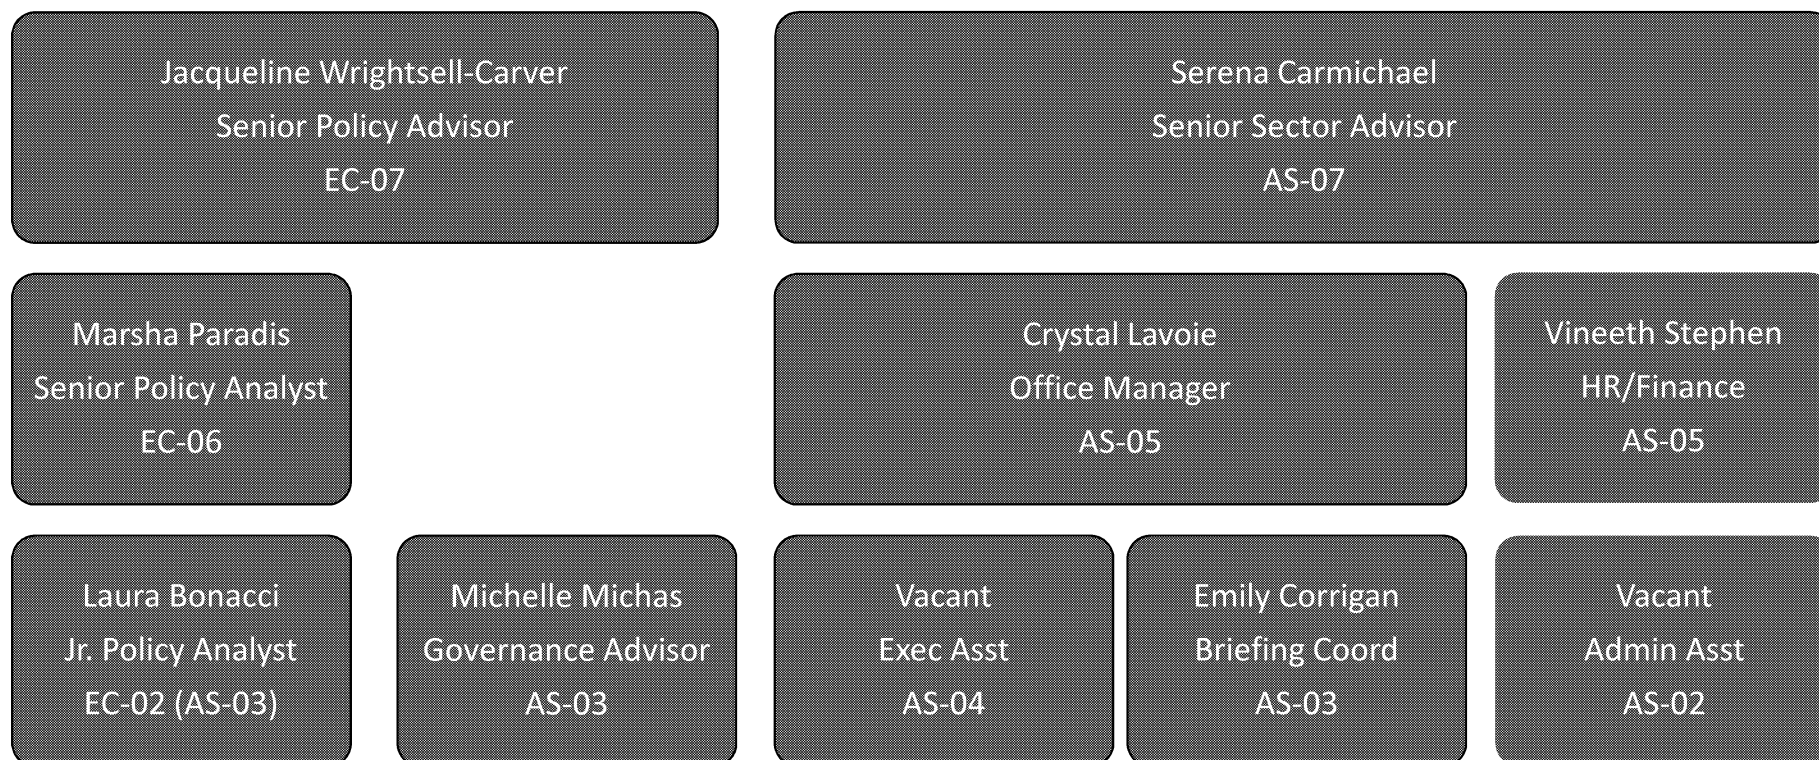 Jacqueline Wrightsell-Carver
Senior Policy Advisor
EC-07
Serena Carmichael
Senior Sector Advisor
AS-07
Marsha Paradis
Senior Policy Analyst
EC-06
Crystal Lavoie
Office Manager
AS-05
Vineeth Stephen
HR/Finance
AS-05
Laura Bonacci
Jr. Policy Analyst
EC-02 (AS-03)
Michelle Michas
Governance Advisor
AS-03
Vacant
Exec Asst
AS-04
Emily Corrigan
Briefing Coord
AS-03
Vacant
Admin Asst
AS-02